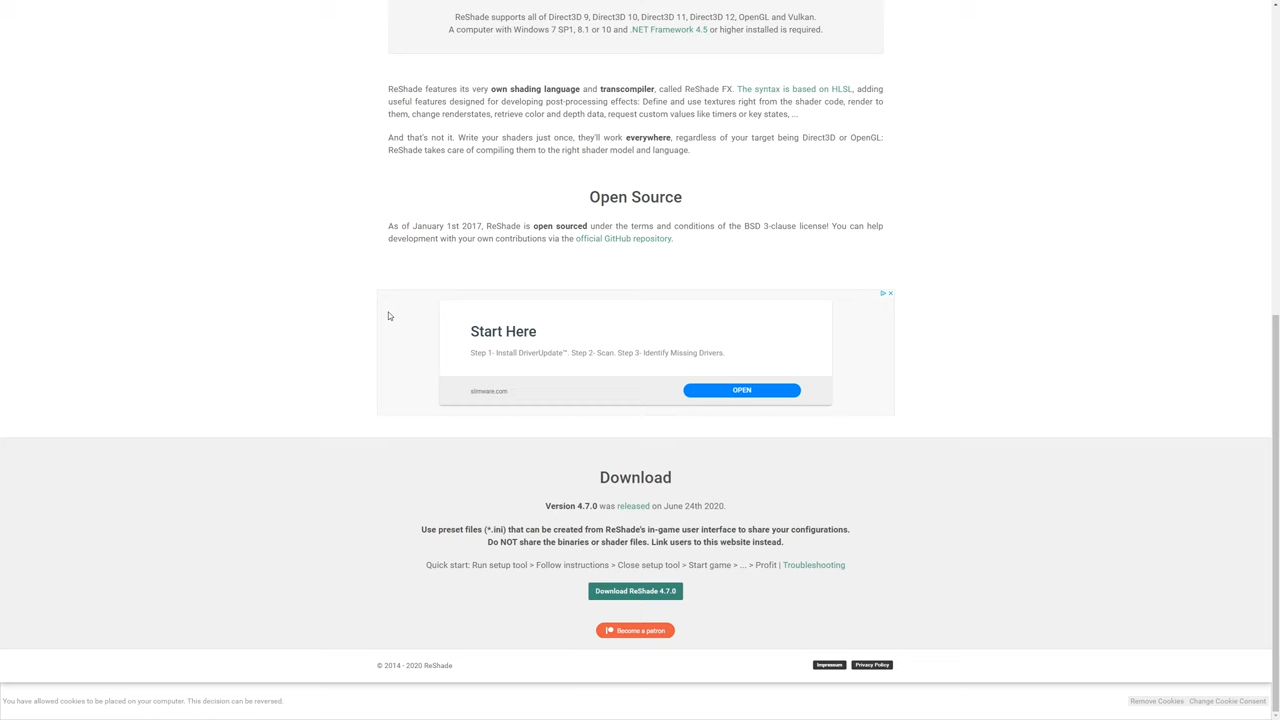 ReShade supports all of Direct3D 9, Direct3D 10, Direct3D 11, Direct3D 12, OpenGL and Vulkan.
A computer with Windows 7 SP1, 8.1 or 10 and .NET Framework 4.5 or higher installed is required.
ReShade features its very own shading language and transcompiler, called ReShade FX. The syntax is based on HLSL, adding
useful features designed for developing post-processing effects: Define and use textures right from the shader code, render to
them, change renderstates, retrieve color and depth data, request custom values like timers or key states, ...
And that's not it. Write your shaders just once, they'll work everywhere, regardless of your target being Direct3D or OpenGL:
ReShade takes care of compiling them to the right shader model and language.
Open Source
As of January 1st 2017, ReShade is open sourced under the terms and conditions of the BSD 3-clause license! You can help
development with your own contributions via the official GitHub repository.
Start Here
Step 1- Install DriverUpdate™. Step 2- Scan. Step 3- Identify Missing Drivers.
slimware.com
OPEN
Download
Version 4.7.0 was released on June 24th 2020.
Use preset files (*.ini) that can be created from ReShade's in-game user interface to share your configurations.
Do NOT share the binaries or shader files. Link users to this website instead.
Quick start: Run setup tool > Follow instructions > Close setup tool > Start game > ... > Profit | Troubleshooting
Download ReShade 4.7.0
Become a patron
© 2014 - 2020 ReShade
Impressum
Privacy Policy
You have allowed cookies to be placed on your computer. This decision can be reversed.
Remove Cookies
Change Cookie Consent